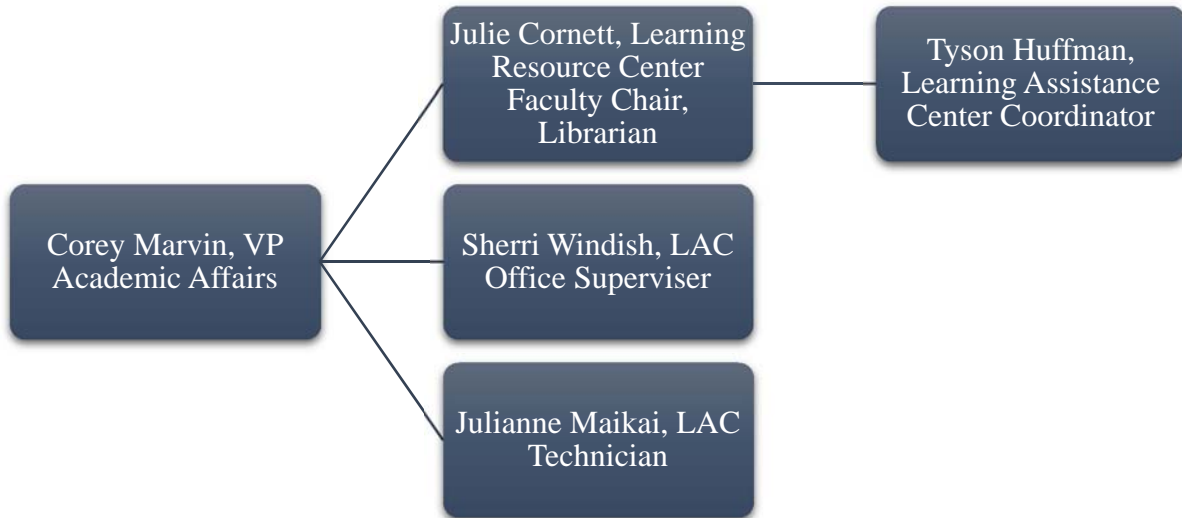 Julie Cornett, Learning
Resource Center
Faculty Chair,
Librarian
Tyson Huffman,
Learning Assistance
Center Coordinator
Corey Marvin, VP
Academic Affairs
Sherri Windish, LAC
Office Superviser
Julianne Maikai, LAC
Technician